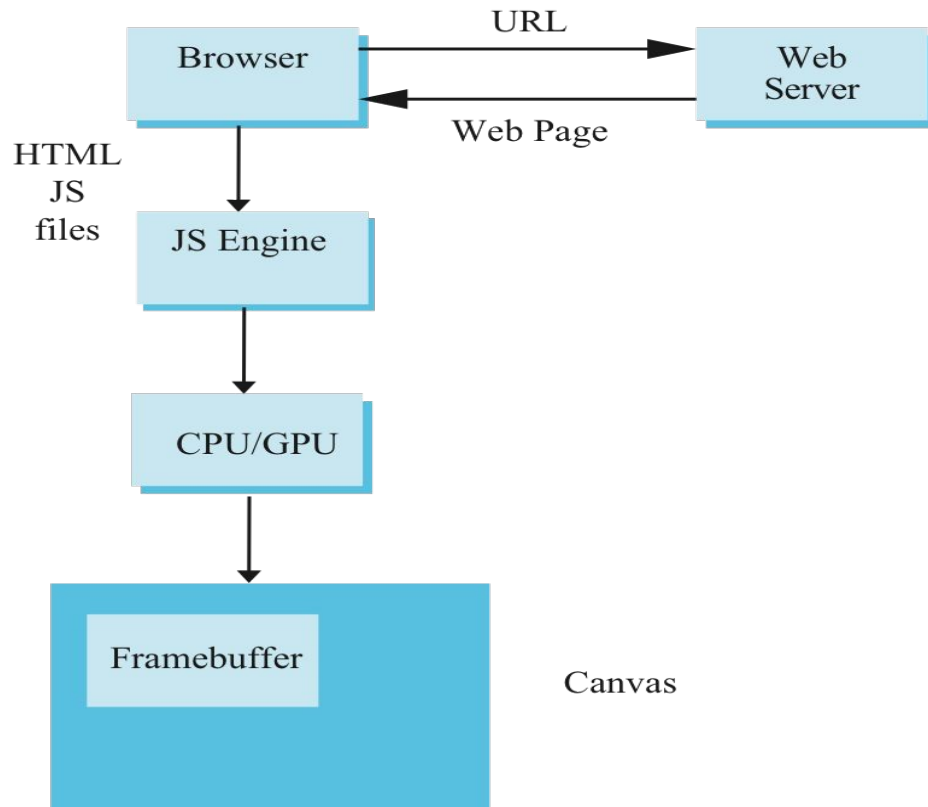 URL
Browser
Web
Server
Web Page
HTML
JS
files
JS Engine
CPU/GPU
Framebuffer
Canvas